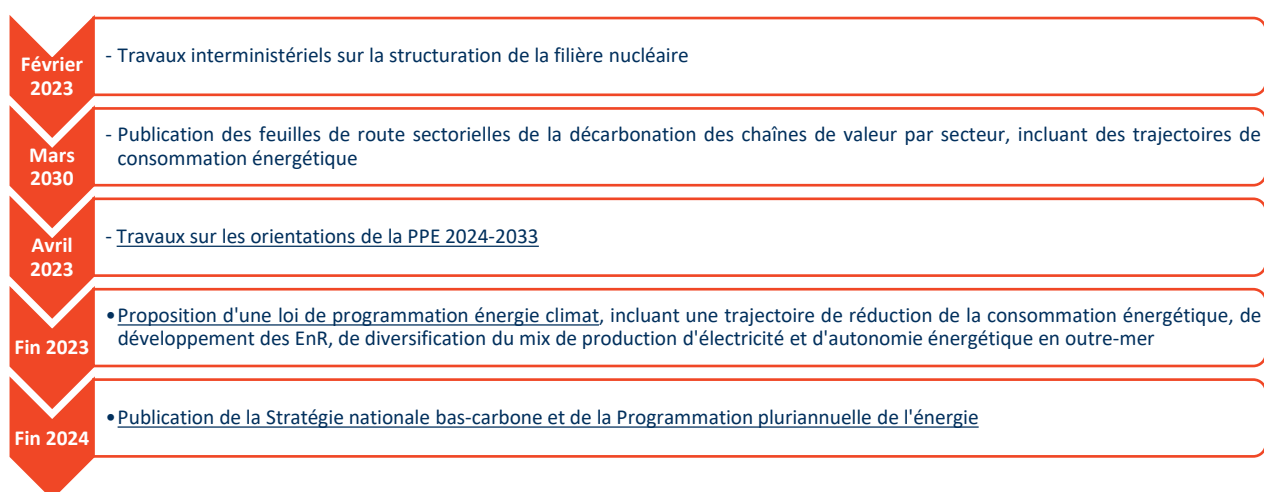 Février
2023
- Travaux interministériels sur la structuration de la filière nucléaire
Mars
2030
- Publication des feuilles de route sectorielles de la décarbonation des chaînes de valeur par secteur, incluant des trajectoires de
consommation énergétique
Avril
2023
- Travaux sur les orientations de la PPE 2024-2033
Fin 2023
•Proposition d'une loi de programmation énergie climat, incluant une trajectoire de réduction de la consommation énergétique, de
développement des EnR, de diversification du mix de production d'électricité et d'autonomie énergétique en outre-mer
Fin 2024
•Publication de la Stratégie nationale bas-carbone et de la Programmation pluriannuelle de l'énergie